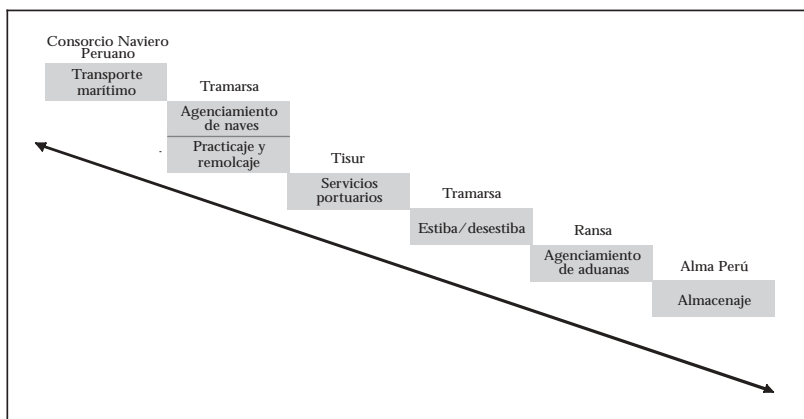 Consorcio Naviero
Peruano
Transporte
marítimo
Tramarsa
Agenciamiento
de naves
Practicaje y
remolcaje
Tisur
Servicios
portuarios
Tramarsa
Estiba/desestiba
Ransa
Agenciamiento
de aduanas
Alma Perú
Almacenaje